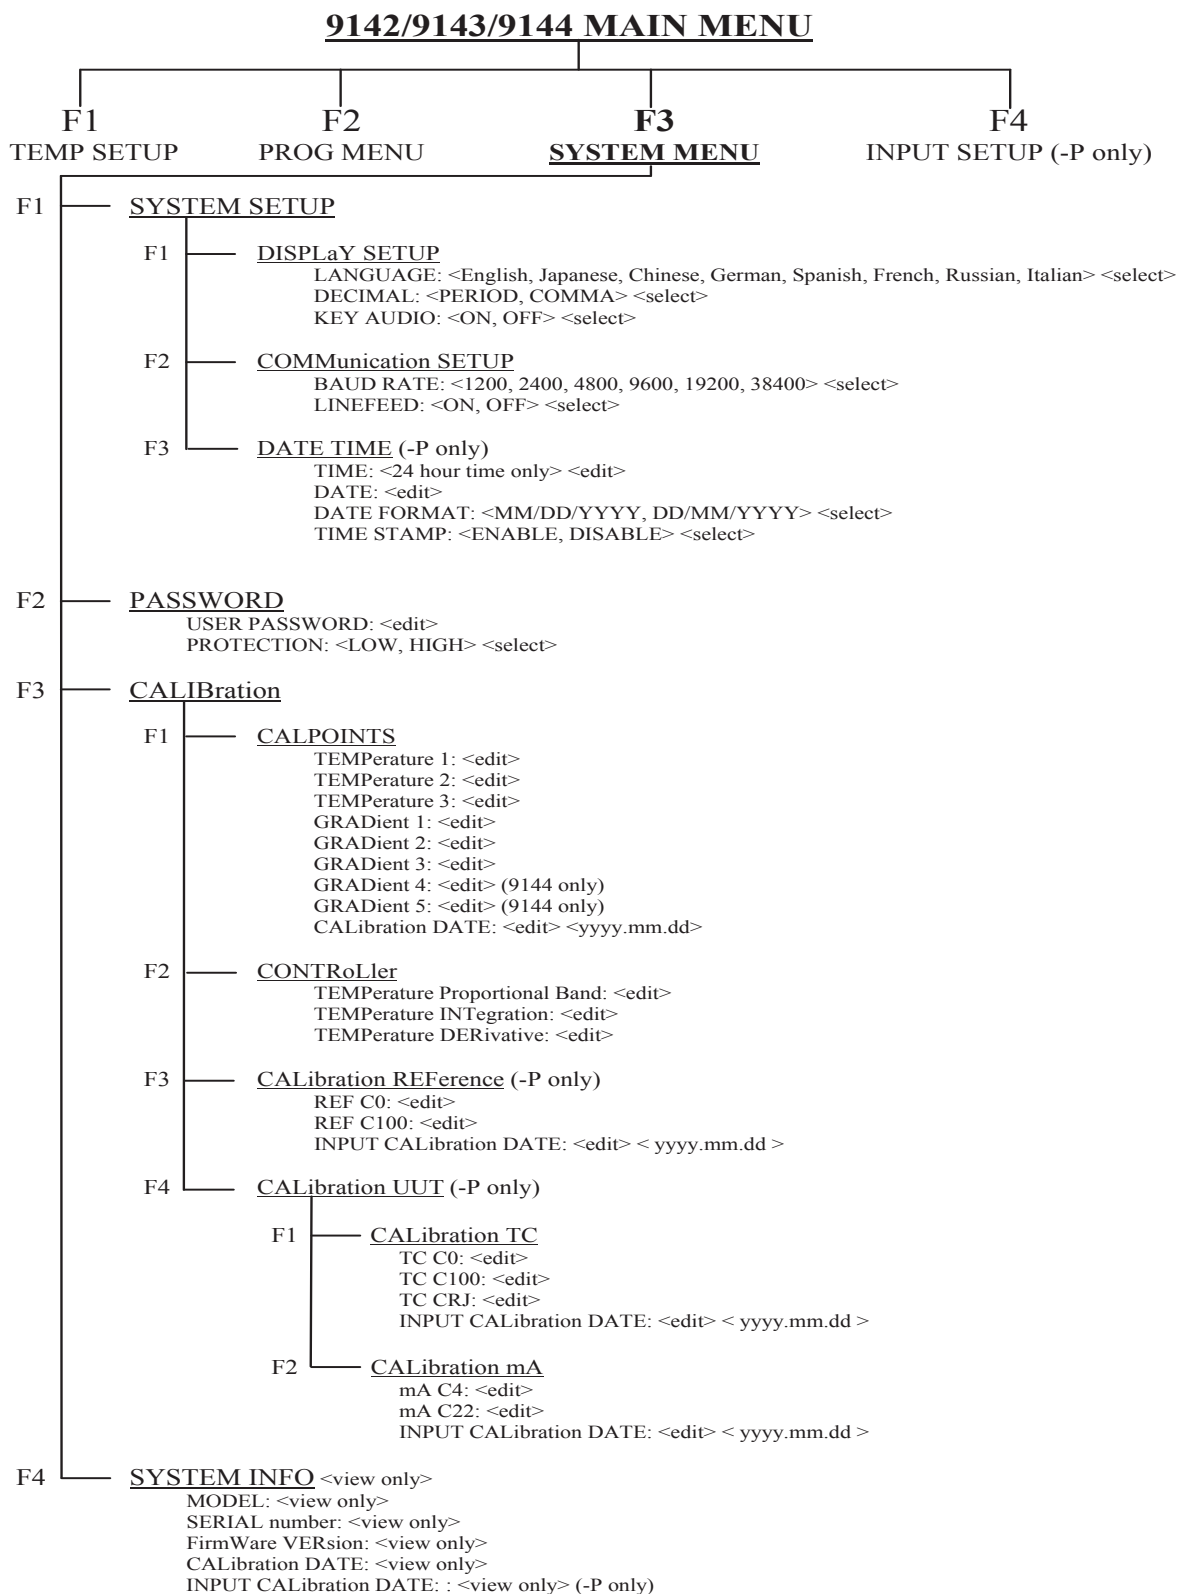 9142/9143/9144 MAIN MENU
F1 F2 F3 F4
TEMP SETUP PROG MENU SYSTEM MENU INPUT SETUP (-P only)
F1 SYSTEM SETUP
F1 DISPLaY SETUP
LANGUAGE: <English, Japanese, Chinese, German, Spanish, French, Russian, Italian> <select>
DECIMAL: <PERIOD, COMMA> <select>
KEY AUDIO: <ON, OFF> <select>
F2 COMMunication SETUP
BAUD RATE: <1200, 2400, 4800, 9600, 19200, 38400> <select>
LINEFEED: <ON, OFF> <select>
F3 DATE TIME (-P only)
TIME: <24 hour time only> <edit>
DATE: <edit>
DATE FORMAT: <MM/DD/YYYY, DD/MM/YYYY> <select>
TIME STAMP: <ENABLE, DISABLE> <select>
F2 PASSWORD
USER PASSWORD: <edit>
PROTECTION: <LOW, HIGH> <select>
F3 CALIBration
F1 CALPOINTS
TEMPerature 1: <edit>
TEMPerature 2: <edit>
TEMPerature 3: <edit>
GRADient 1: <edit>
GRADient 2: <edit>
GRADient 3: <edit>
GRADient 4: <edit> (9144 only)
GRADient 5: <edit> (9144 only)
CALibration DATE: <edit> <yyyy.mm.dd>
F2 CONTRoLler
TEMPerature Proportional Band: <edit>
TEMPerature INTegration: <edit>
TEMPerature DERivative: <edit>
F3 CALibration REFerence (-P only)
REF C0: <edit>
REF C100: <edit>
INPUT CALibration DATE: <edit> < yyyy.mm.dd >
F4 CALibration UUT (-P only)
F1 CALibration TC
TC C0: <edit>
TC C100: <edit>
TC CRJ: <edit>
INPUT CALibration DATE: <edit> < yyyy.mm.dd >
F2 CALibration mA
mA C4: <edit>
mA C22: <edit>
INPUT CALibration DATE: <edit> < yyyy.mm.dd >
F4 SYSTEM INFO <view only>
MODEL: <view only>
SERIAL number: <view only>
FirmWare VERsion: <view only>
CALibration DATE: <view only>
INPUT CALibration DATE: : <view only> (-P only)